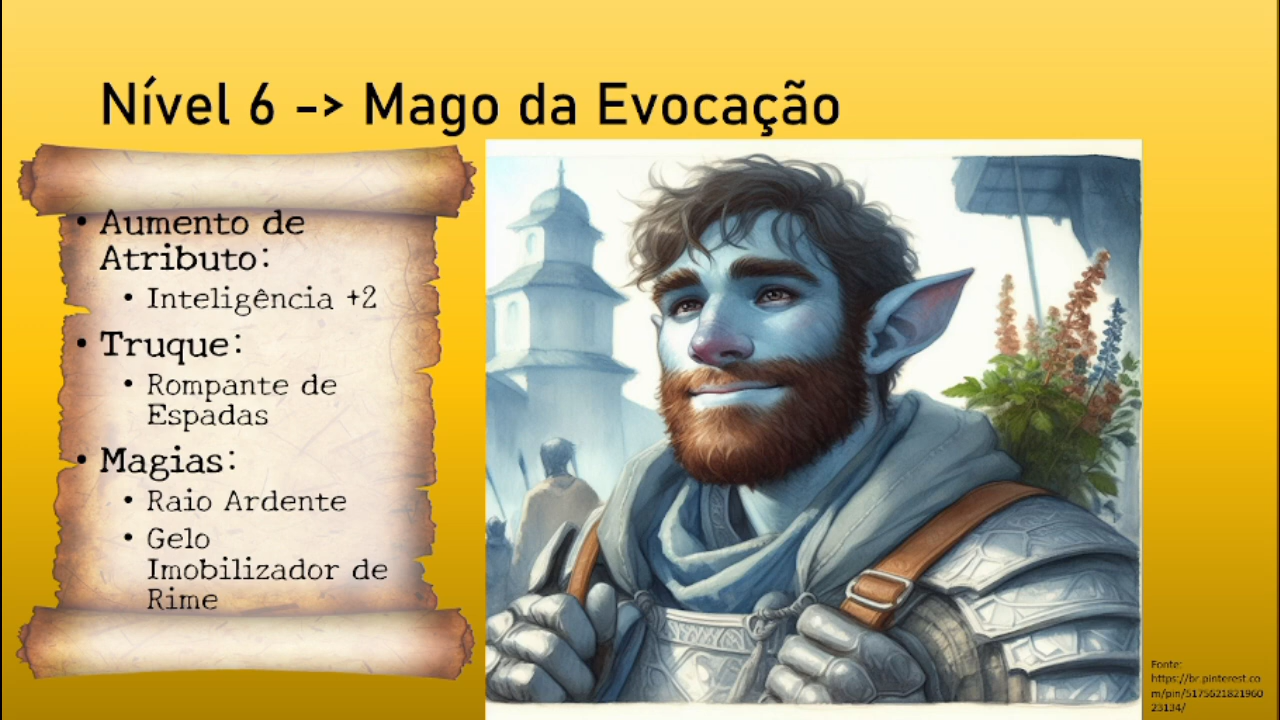 Nível 6 -> Mago da Evocação
• Aumento de
Atributo:
• Inteligência +2
• Truque:
• Rompante de
Espadas
• Magias:
• Raio Ardente
• Gelo
Imobilizador de
Rime
Fonte:
https://br.pinterest.co
m/pin/5175621821960
23134/